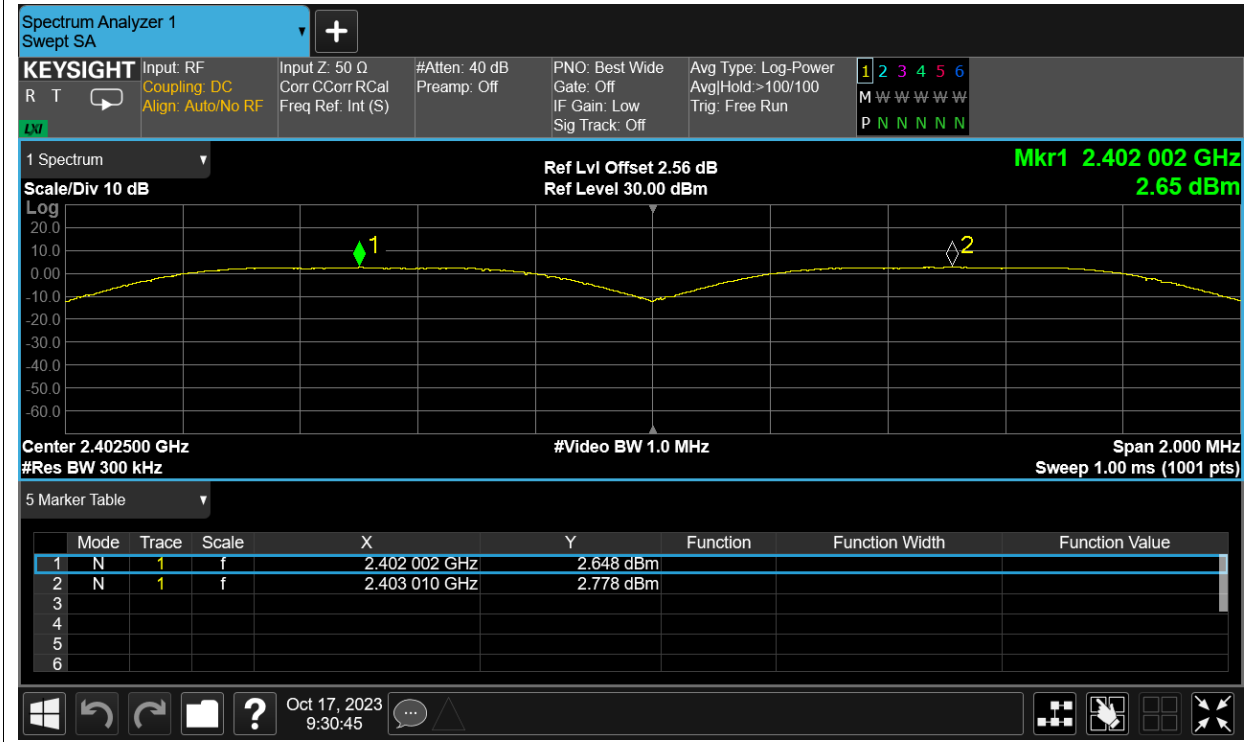 Spectrum Analyzer 1
Swept SA
KEYSIGHT
R T
LXI
Input: RF
Coupling: DC
Align: Auto/No RF
Input Z: 50 Ω
Corr CCorr RCal
Freq Ref: Int (S)
#Atten: 40 dB
Preamp: Off
PNO: Best Wide
Gate: Off
IF Gain: Low
Sig Track: Off
Avg Type: Log-Power
Avg|Hold:>100/100
Trig: Free Run
1 2 3 4 5 6
M W W W W W
P N N N N N
1 Spectrum
Scale/Div 10 dB
Ref Lvl Offset 2.56 dB
Ref Level 30.00 dBm
Mkr1 2.402 002 GHz
2.65 dBm
Log
20.0
10.0
0.00
-10.0
-20.0
-30.0
-40.0
-50.0
-60.0
1
2
Center 2.402500 GHz
#Res BW 300 kHz
#Video BW 1.0 MHz
Span 2.000 MHz
Sweep 1.00 ms (1001 pts)
5 Marker Table
Mode Trace Scale X Y Function Function Width Function Value
1 N 1 f 2.402 002 GHz 2.648 dBm
2 N 1 f 2.403 010 GHz 2.778 dBm
3
4
5
6
?
Oct 17, 2023
9:30:45